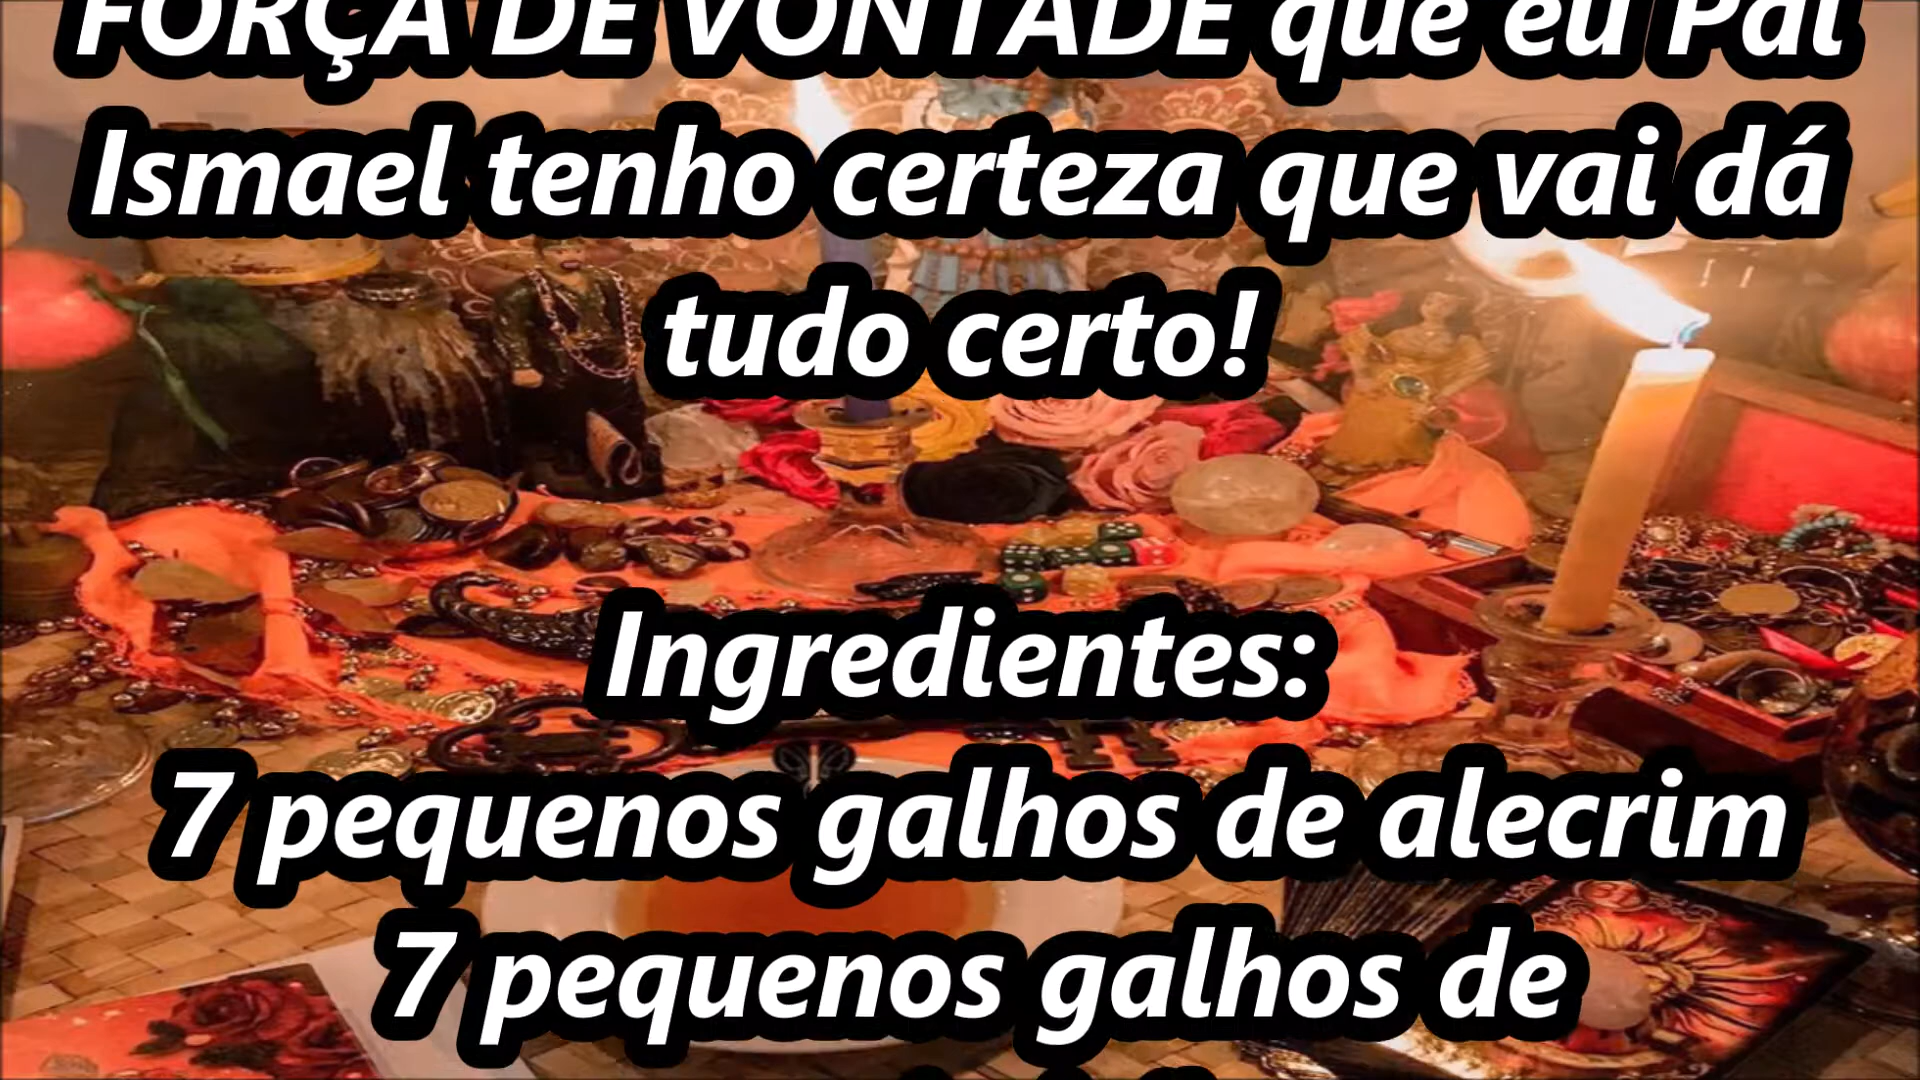 FORÇA DE VONTADE que eu Pai
Ismael tenho certeza que vai dá
tudo certo!
Ingredientes:
7 pequenos galhos de alecrim
7 pequenos galhos de